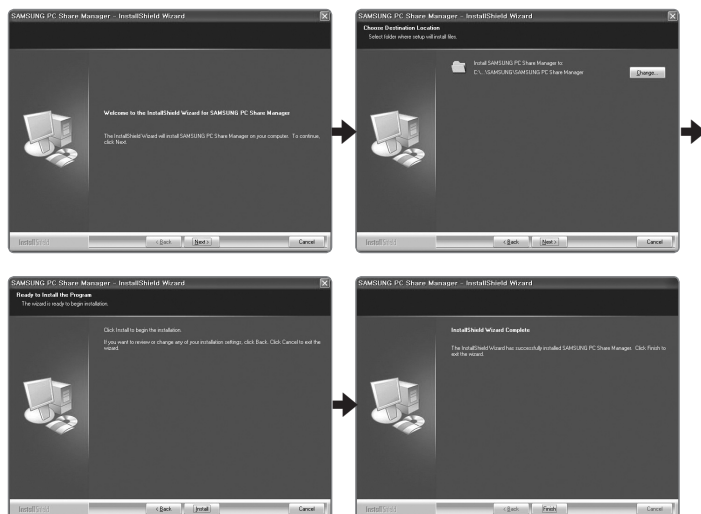 SAMSUNG PC Share Manager - InstallShield Wizard
Welcome to the InstallShield Wizard for SAMSUNG PC Share Manager
The InstallShield Wizard will install SAMSUNG PC Share Manager on your computer. To continue,
click Next.
InstallShield
< Back
Next >
Cancel
SAMSUNG PC Share Manager - InstallShield Wizard
Choose Destination Location
Select folder where setup will install files.
Install SAMSUNG PC Share Manager to:
C:\...\SAMSUNG\SAMSUNG PC Share Manager
Change...
InstallShield
< Back
Next >
Cancel
SAMSUNG PC Share Manager - InstallShield Wizard
Ready to Install the Program
The wizard is ready to begin installation.
Click Install to begin the installation.
If you want to review or change any of your installation settings, click Back. Click Cancel to exit the
wizard.
InstallShield
< Back
Install
Cancel
SAMSUNG PC Share Manager - InstallShield Wizard
InstallShield Wizard Complete
The InstallShield Wizard has successfully installed SAMSUNG PC Share Manager. Click Finish to
exit the wizard.
InstallShield
< Back
Finish
Cancel